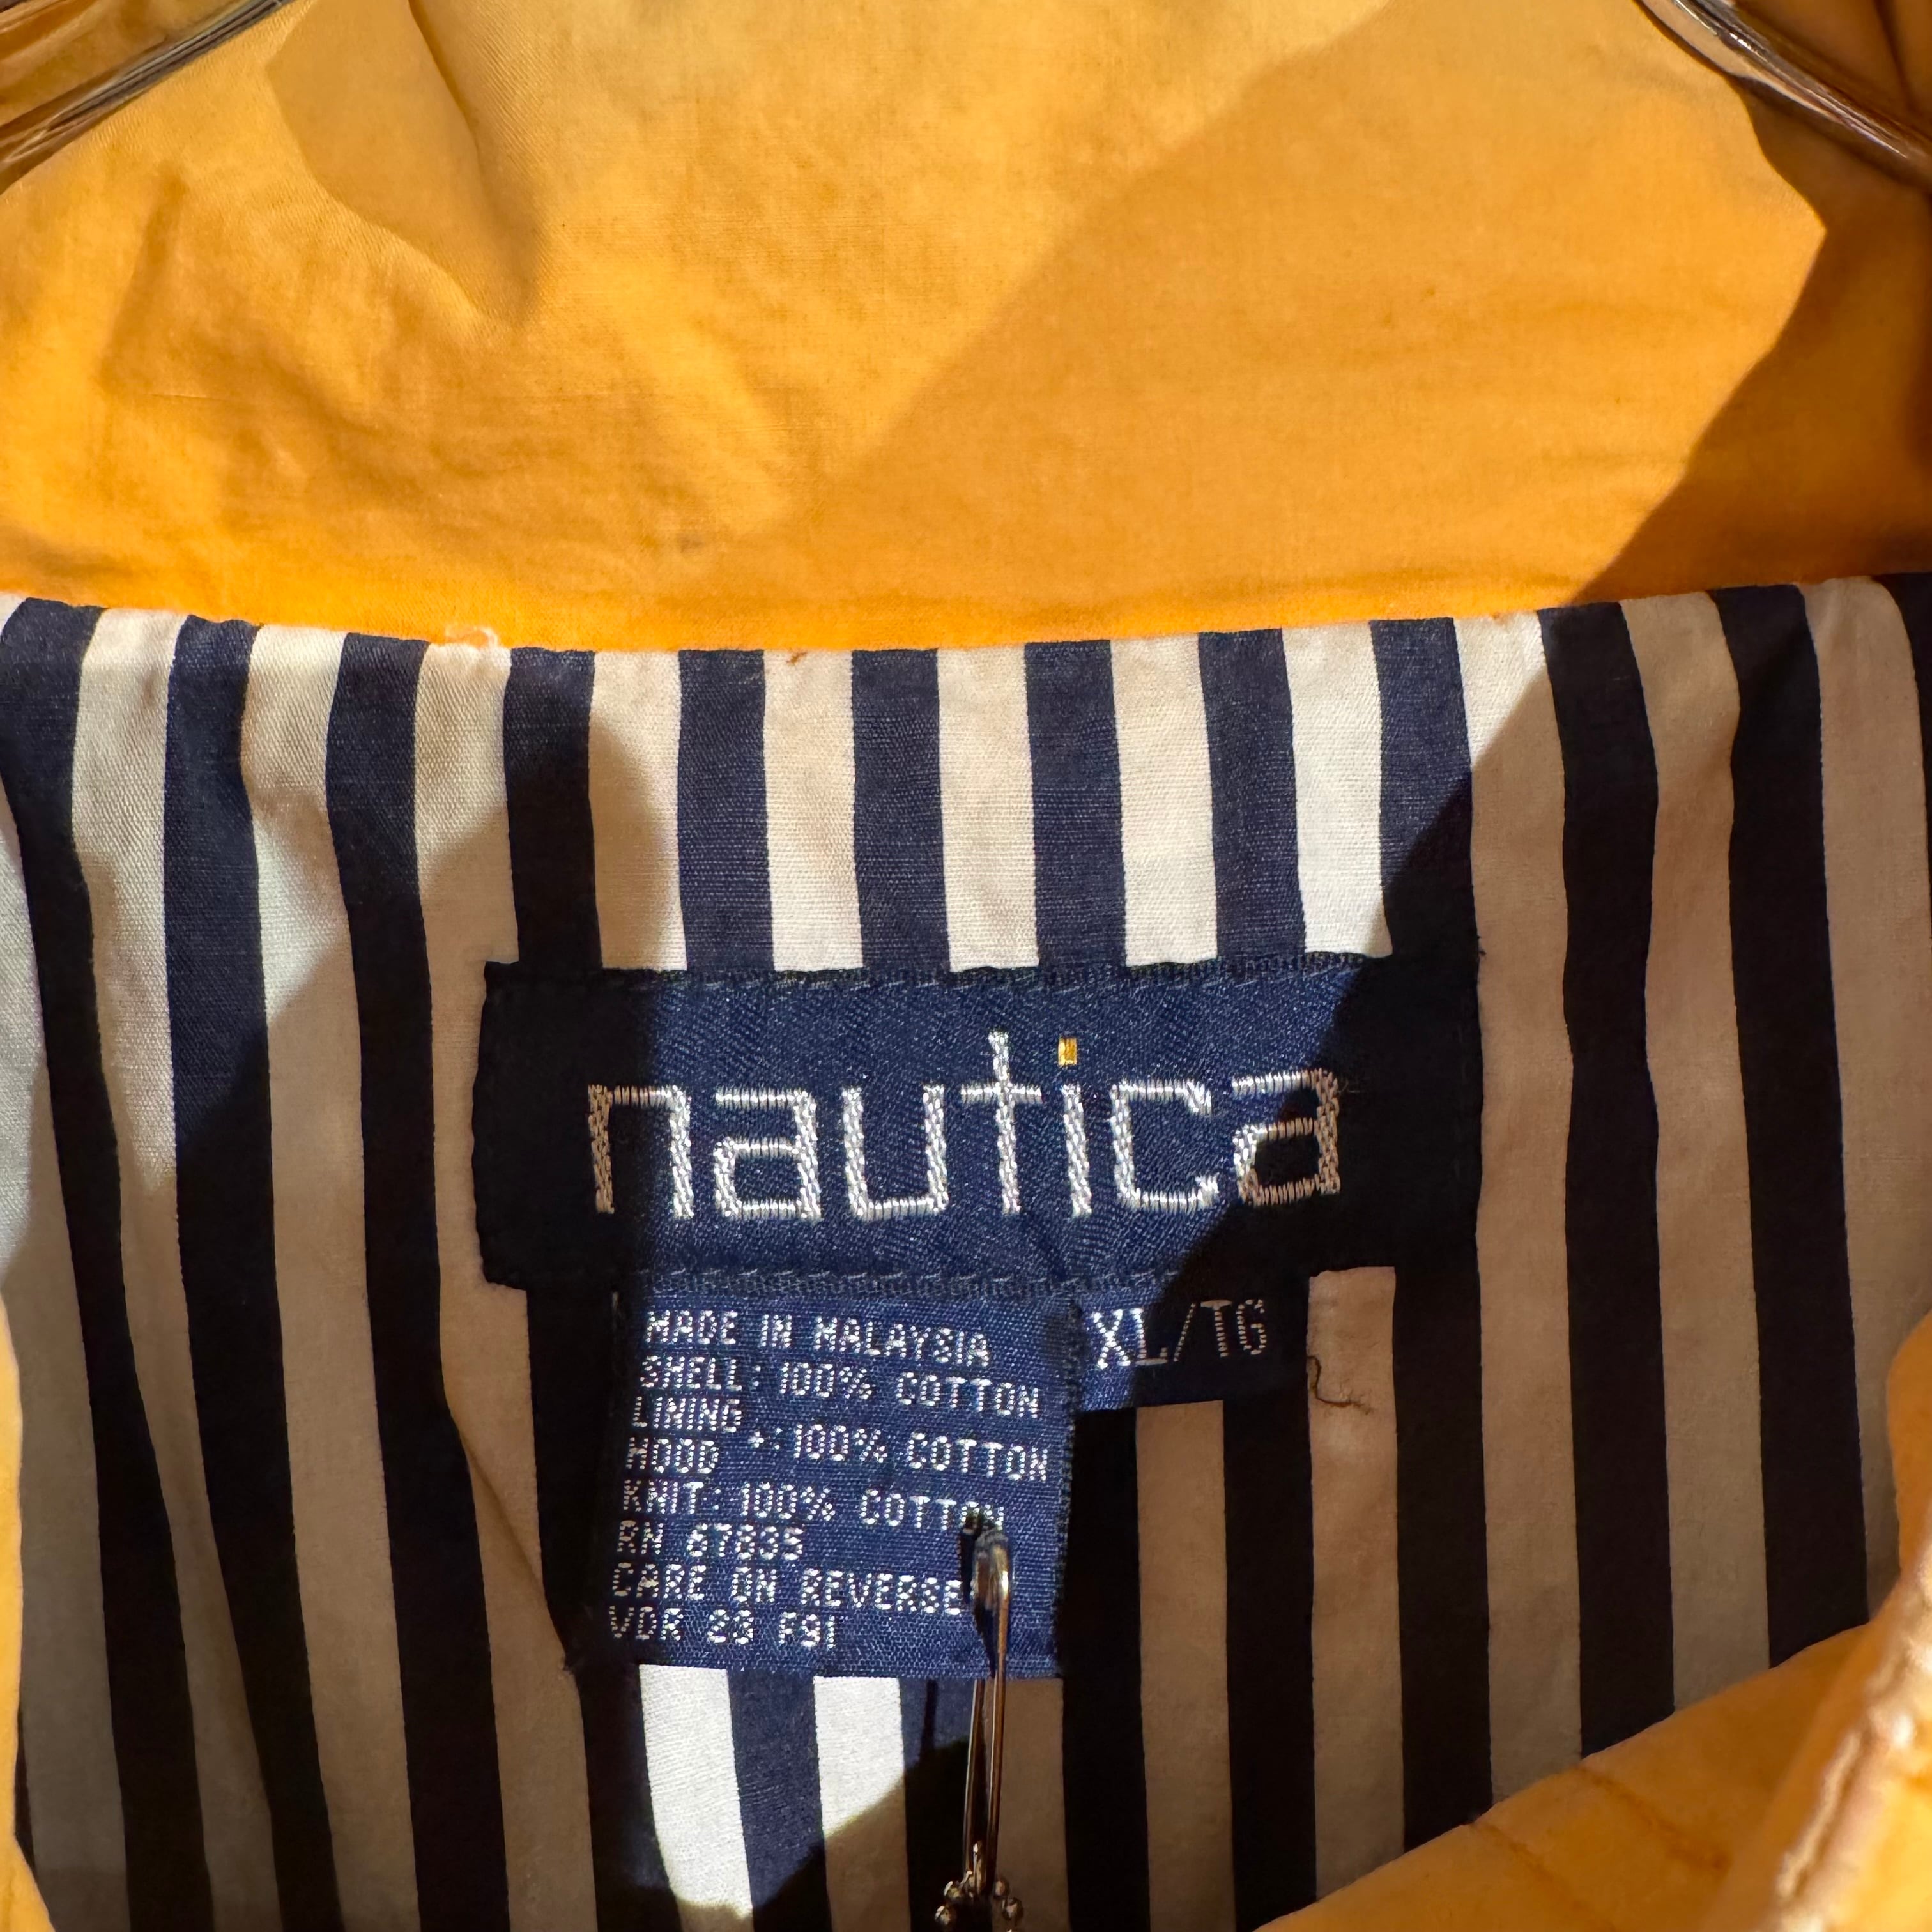 nautica
XL/TG
MADE IN MALAYSIA
SHELL: 100% COTTON
LINING
HOOD +: 100% COTTON
KNIT: 100% COTTON
RN 67835
CARE ON REVERSE
VDR 23 F91